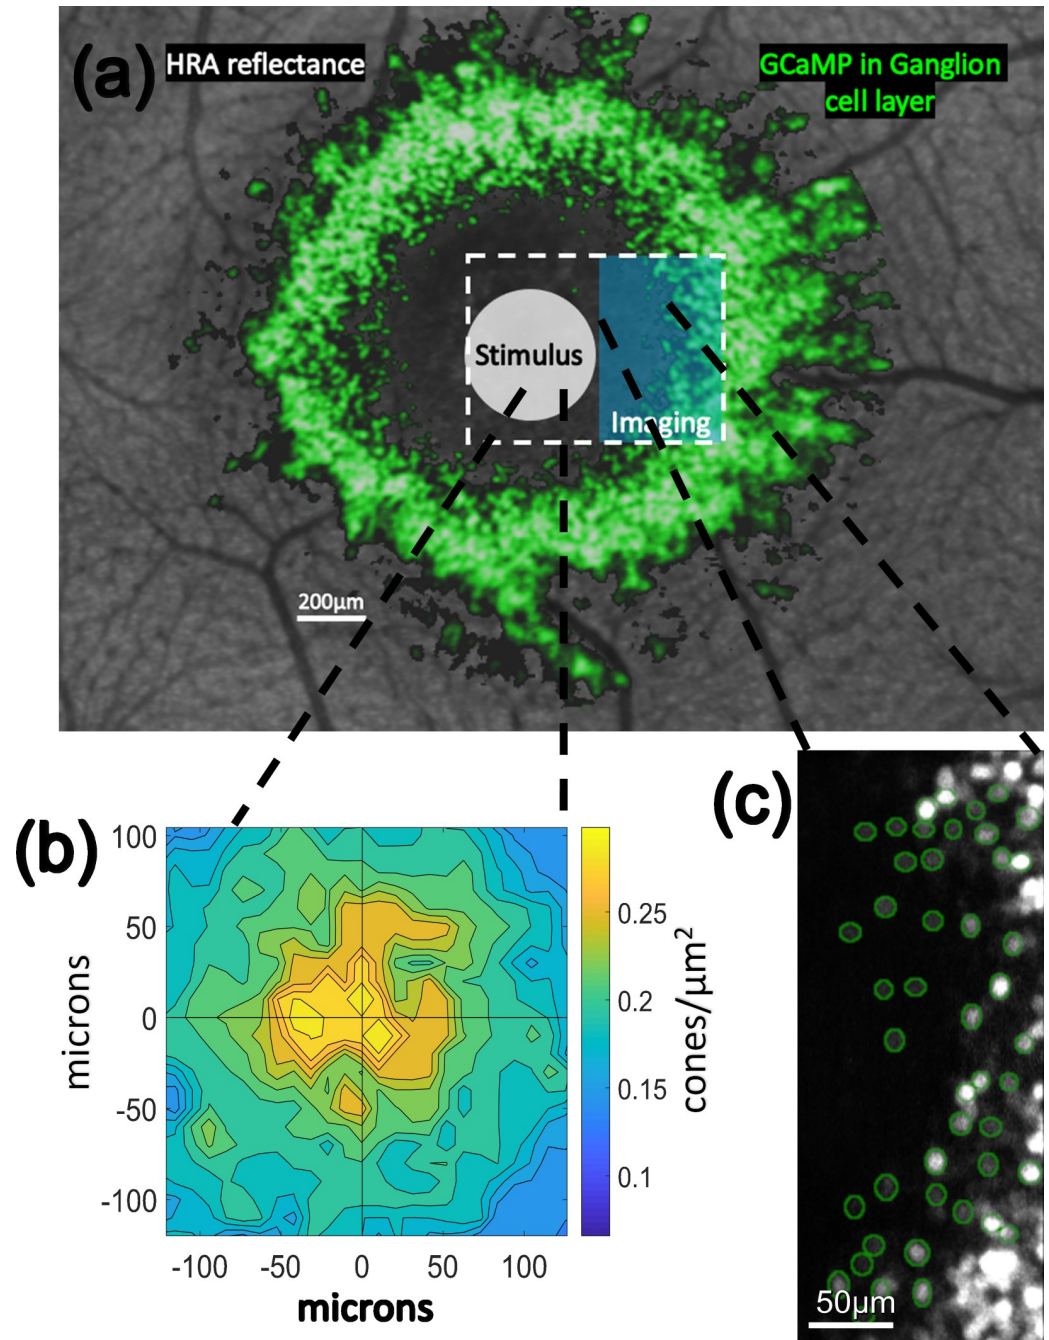 (a)
HRA reflectance
GCaMP in Ganglion
cell layer
Stimulus
Imaging
200µm
(b)
100
50
0
-50
-100
microns
-100
-50
0
50
100
microns
0.25
0.2
0.15
0.1
cones/µm²
(c)
50µm